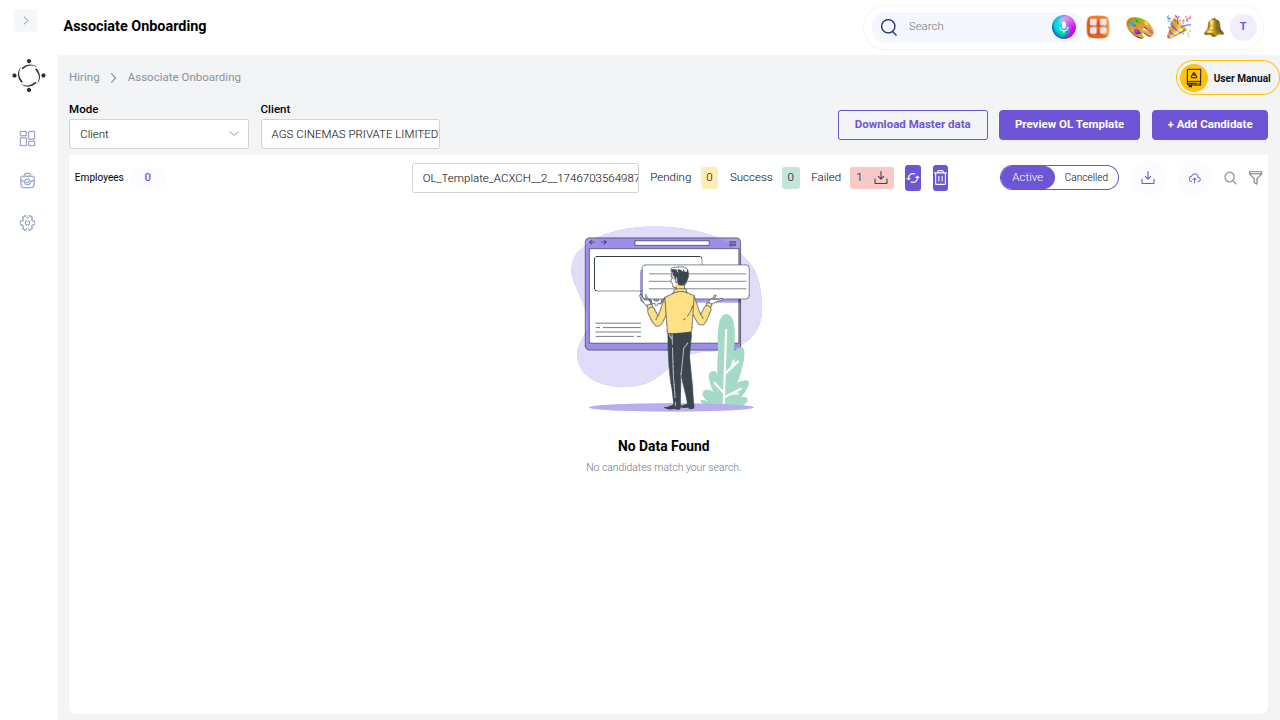 Associate Onboarding
Search
T
Hiring
Associate Onboarding
User Manual
Mode
Client
Client
AGS CINEMAS PRIVATE LIMITED
Download Master data
Preview OL Template
+ Add Candidate
Employees
0
OL_Template_ACXCH__2__1746703564987
Pending
0
Success
0
Failed
1
Active
Cancelled
No Data Found
No candidates match your search.